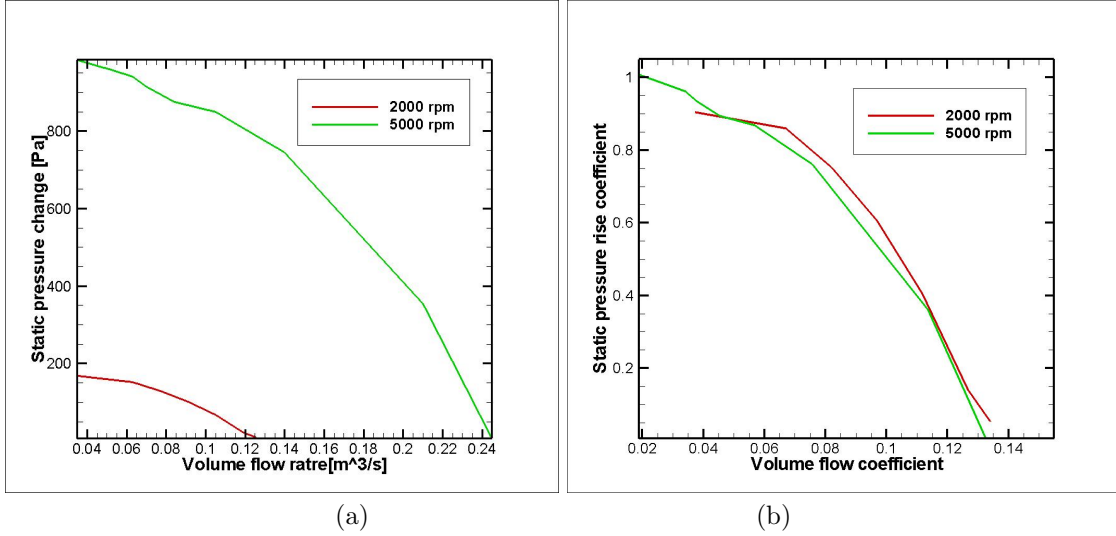 2000 rpm
5000 rpm
Static pressure change [Pa]
800
600
400
200
0.04 0.06 0.08 0.1 0.12 0.14 0.16 0.18 0.2 0.22 0.24
Volume flow ratre[m^3/s]
(a)
2000 rpm
5000 rpm
Static pressure rise coefficient
1
0.8
0.6
0.4
0.2
0.02 0.04 0.06 0.08 0.1 0.12 0.14
Volume flow coefficient
(b)